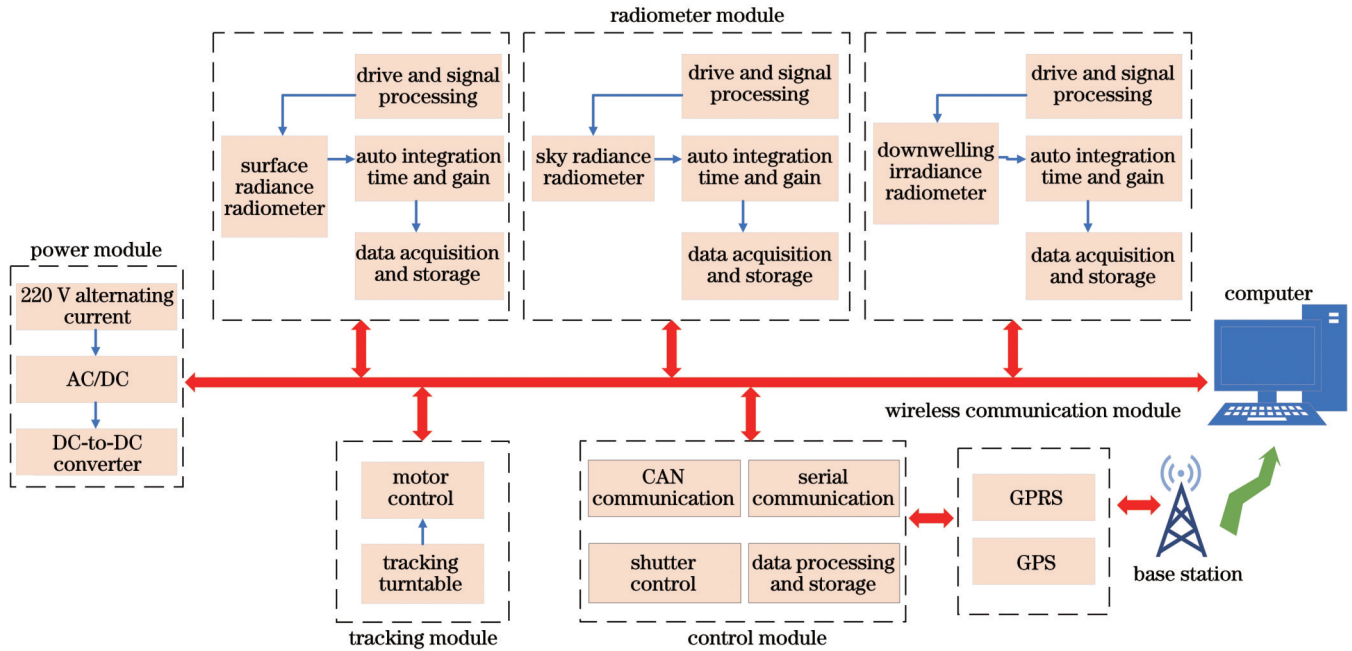 radiometer module
drive and signal
processing
surface
radiance
radiometer
auto integration
time and gain
data acquisition
and storage
drive and signal
processing
sky radiance
radiometer
auto integration
time and gain
data acquisition
and storage
drive and signal
processing
downwelling
irradiance
radiometer
auto integration
time and gain
data acquisition
and storage
power module
220 V alternating
current
AC/DC
DC-to-DC
converter
computer
wireless communication module
motor
control
tracking
turntable
tracking module
CAN
communication
serial
communication
shutter
control
data processing
and storage
control module
GPRS
GPS
base station